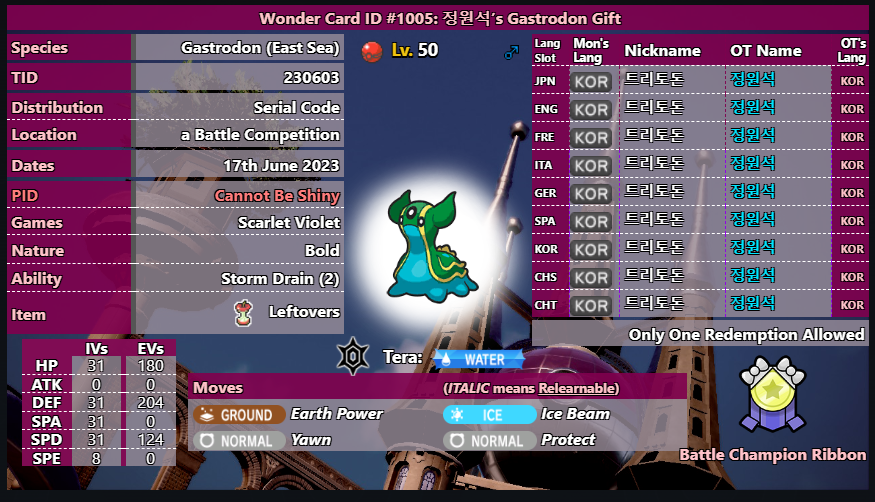 Wonder Card ID #1005: 정원석's Gastrodon Gift
Species Gastrodon (East Sea)
TID 230603
Distribution Serial Code
Location a Battle Competition
Dates 17th June 2023
PID Cannot Be Shiny
Games Scarlet Violet
Nature Bold
Ability Storm Drain (2)
Item Leftovers
Lv. 50 ♂
Lang Slot Mon's Lang Nickname OT Name OT's Lang
JPN KOR 트리토돈 정원석 KOR
ENG KOR 트리토돈 정원석 KOR
FRE KOR 트리토돈 정원석 KOR
ITA KOR 트리토돈 정원석 KOR
GER KOR 트리토돈 정원석 KOR
SPA KOR 트리토돈 정원석 KOR
KOR KOR 트리토돈 정원석 KOR
CHS KOR 트리토돈 정원석 KOR
CHT KOR 트리토돈 정원석 KOR
Only One Redemption Allowed
IVs EVs
HP 31 180
ATK 0 0
DEF 31 204
SPA 31 0
SPD 31 124
SPE 8 0
Tera: WATER
Moves (ITALIC means Relearnable)
GROUND Earth Power ICE Ice Beam
NORMAL Yawn NORMAL Protect
Battle Champion Ribbon